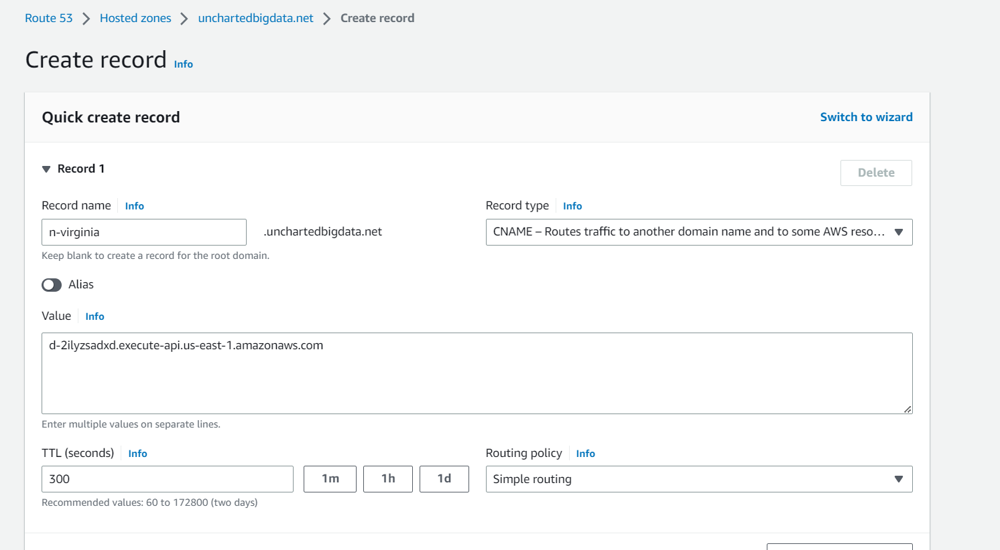 Route 53 > Hosted zones > unchartedbigdata.net > Create record
Create record Info
Quick create record Switch to wizard
Record 1 Delete
Record name Info Record type Info
n-virginia .unchartedbigdata.net CNAME – Routes traffic to another domain name and to some AWS reso...
Keep blank to create a record for the root domain.
Alias
Value Info
d-2ilyzsadxd.execute-api.us-east-1.amazonaws.com
Enter multiple values on separate lines.
TTL (seconds) Info Routing policy Info
300 1m 1h 1d Simple routing
Recommended values: 60 to 172800 (two days)